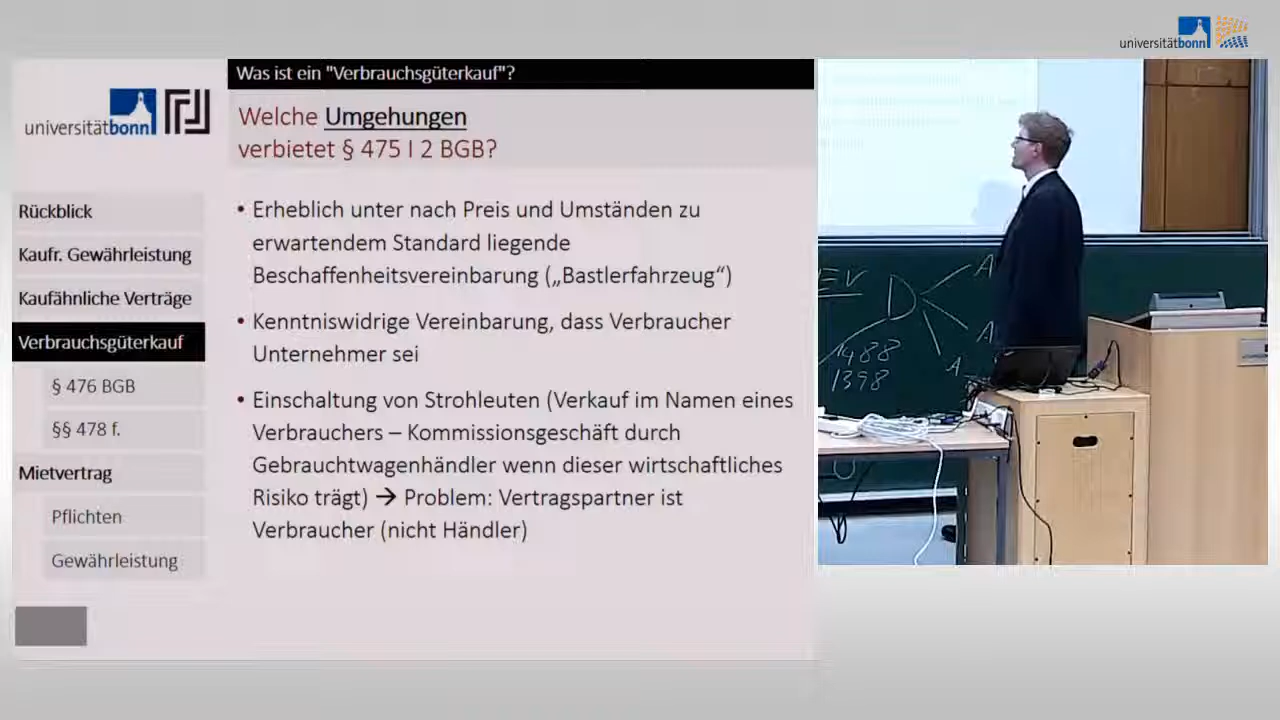 universitätbonn
Was ist ein "Verbrauchsgüterkauf"?
universitätbonn
Welche Umgehungen
verbietet § 475 I 2 BGB?
Rückblick
Kaufr. Gewährleistung
Kaufähnliche Verträge
Verbrauchsgüterkauf
§ 476 BGB
§§ 478 f.
Mietvertrag
Pflichten
Gewährleistung
• Erheblich unter nach Preis und Umständen zu
erwartendem Standard liegende
Beschaffenheitsvereinbarung („Bastlerfahrzeug“)
• Kenntniswidrige Vereinbarung, dass Verbraucher
Unternehmer sei
• Einschaltung von Strohleuten (Verkauf im Namen eines
Verbrauchers – Kommissionsgeschäft durch
Gebrauchtwagenhändler wenn dieser wirtschaftliches
Risiko trägt) → Problem: Vertragspartner ist
Verbraucher (nicht Händler)
EV
D
A
A
A
1488
1398